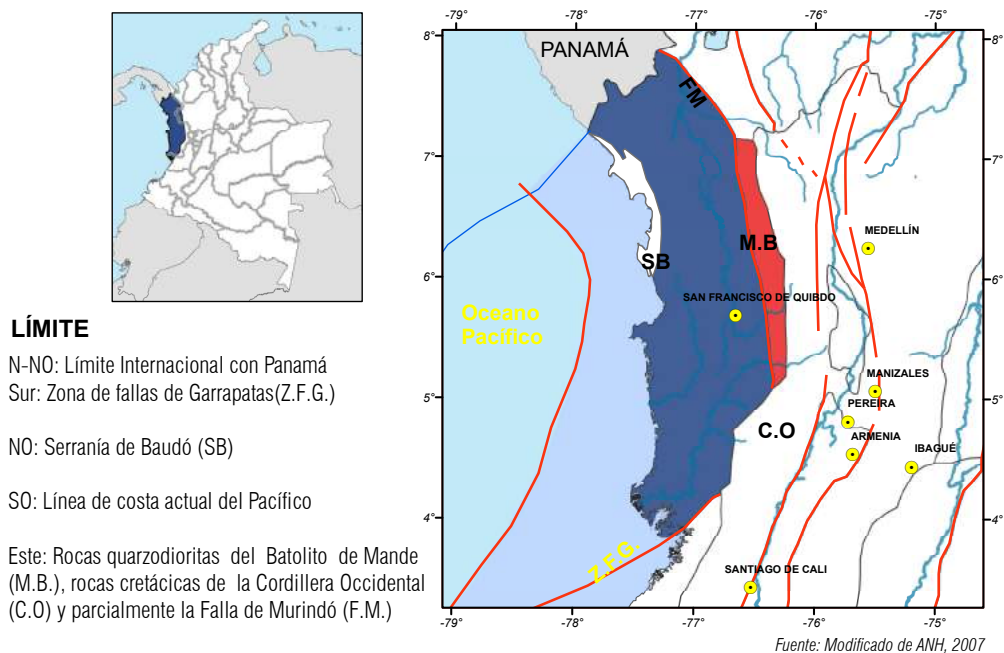 -79°
-78°
-77°
-76°
-75°
8°
8°
PANAMÁ
FM
7°
7°
MEDELLÍN
M.B
SB
6°
6°
SAN FRANCISCO DE QUIBDO
Oceano
Pacífico
MANIZALES
5°
5°
PEREIRA
C.O
ARMENIA
IBAGUÉ
4°
4°
Z.F.G.
SANTIAGO DE CALI
-79°
-78°
-77°
-76°
-75°
LÍMITE
N-NO: Límite Internacional con Panamá
Sur: Zona de fallas de Garrapatas(Z.F.G.)
NO: Serranía de Baudó (SB)
SO: Línea de costa actual del Pacífico
Este: Rocas quarzodioritas del Batolito de Mande
(M.B.), rocas cretácicas de la Cordillera Occidental
(C.O) y parcialmente la Falla de Murindó (F.M.)
Fuente: Modificado de ANH, 2007